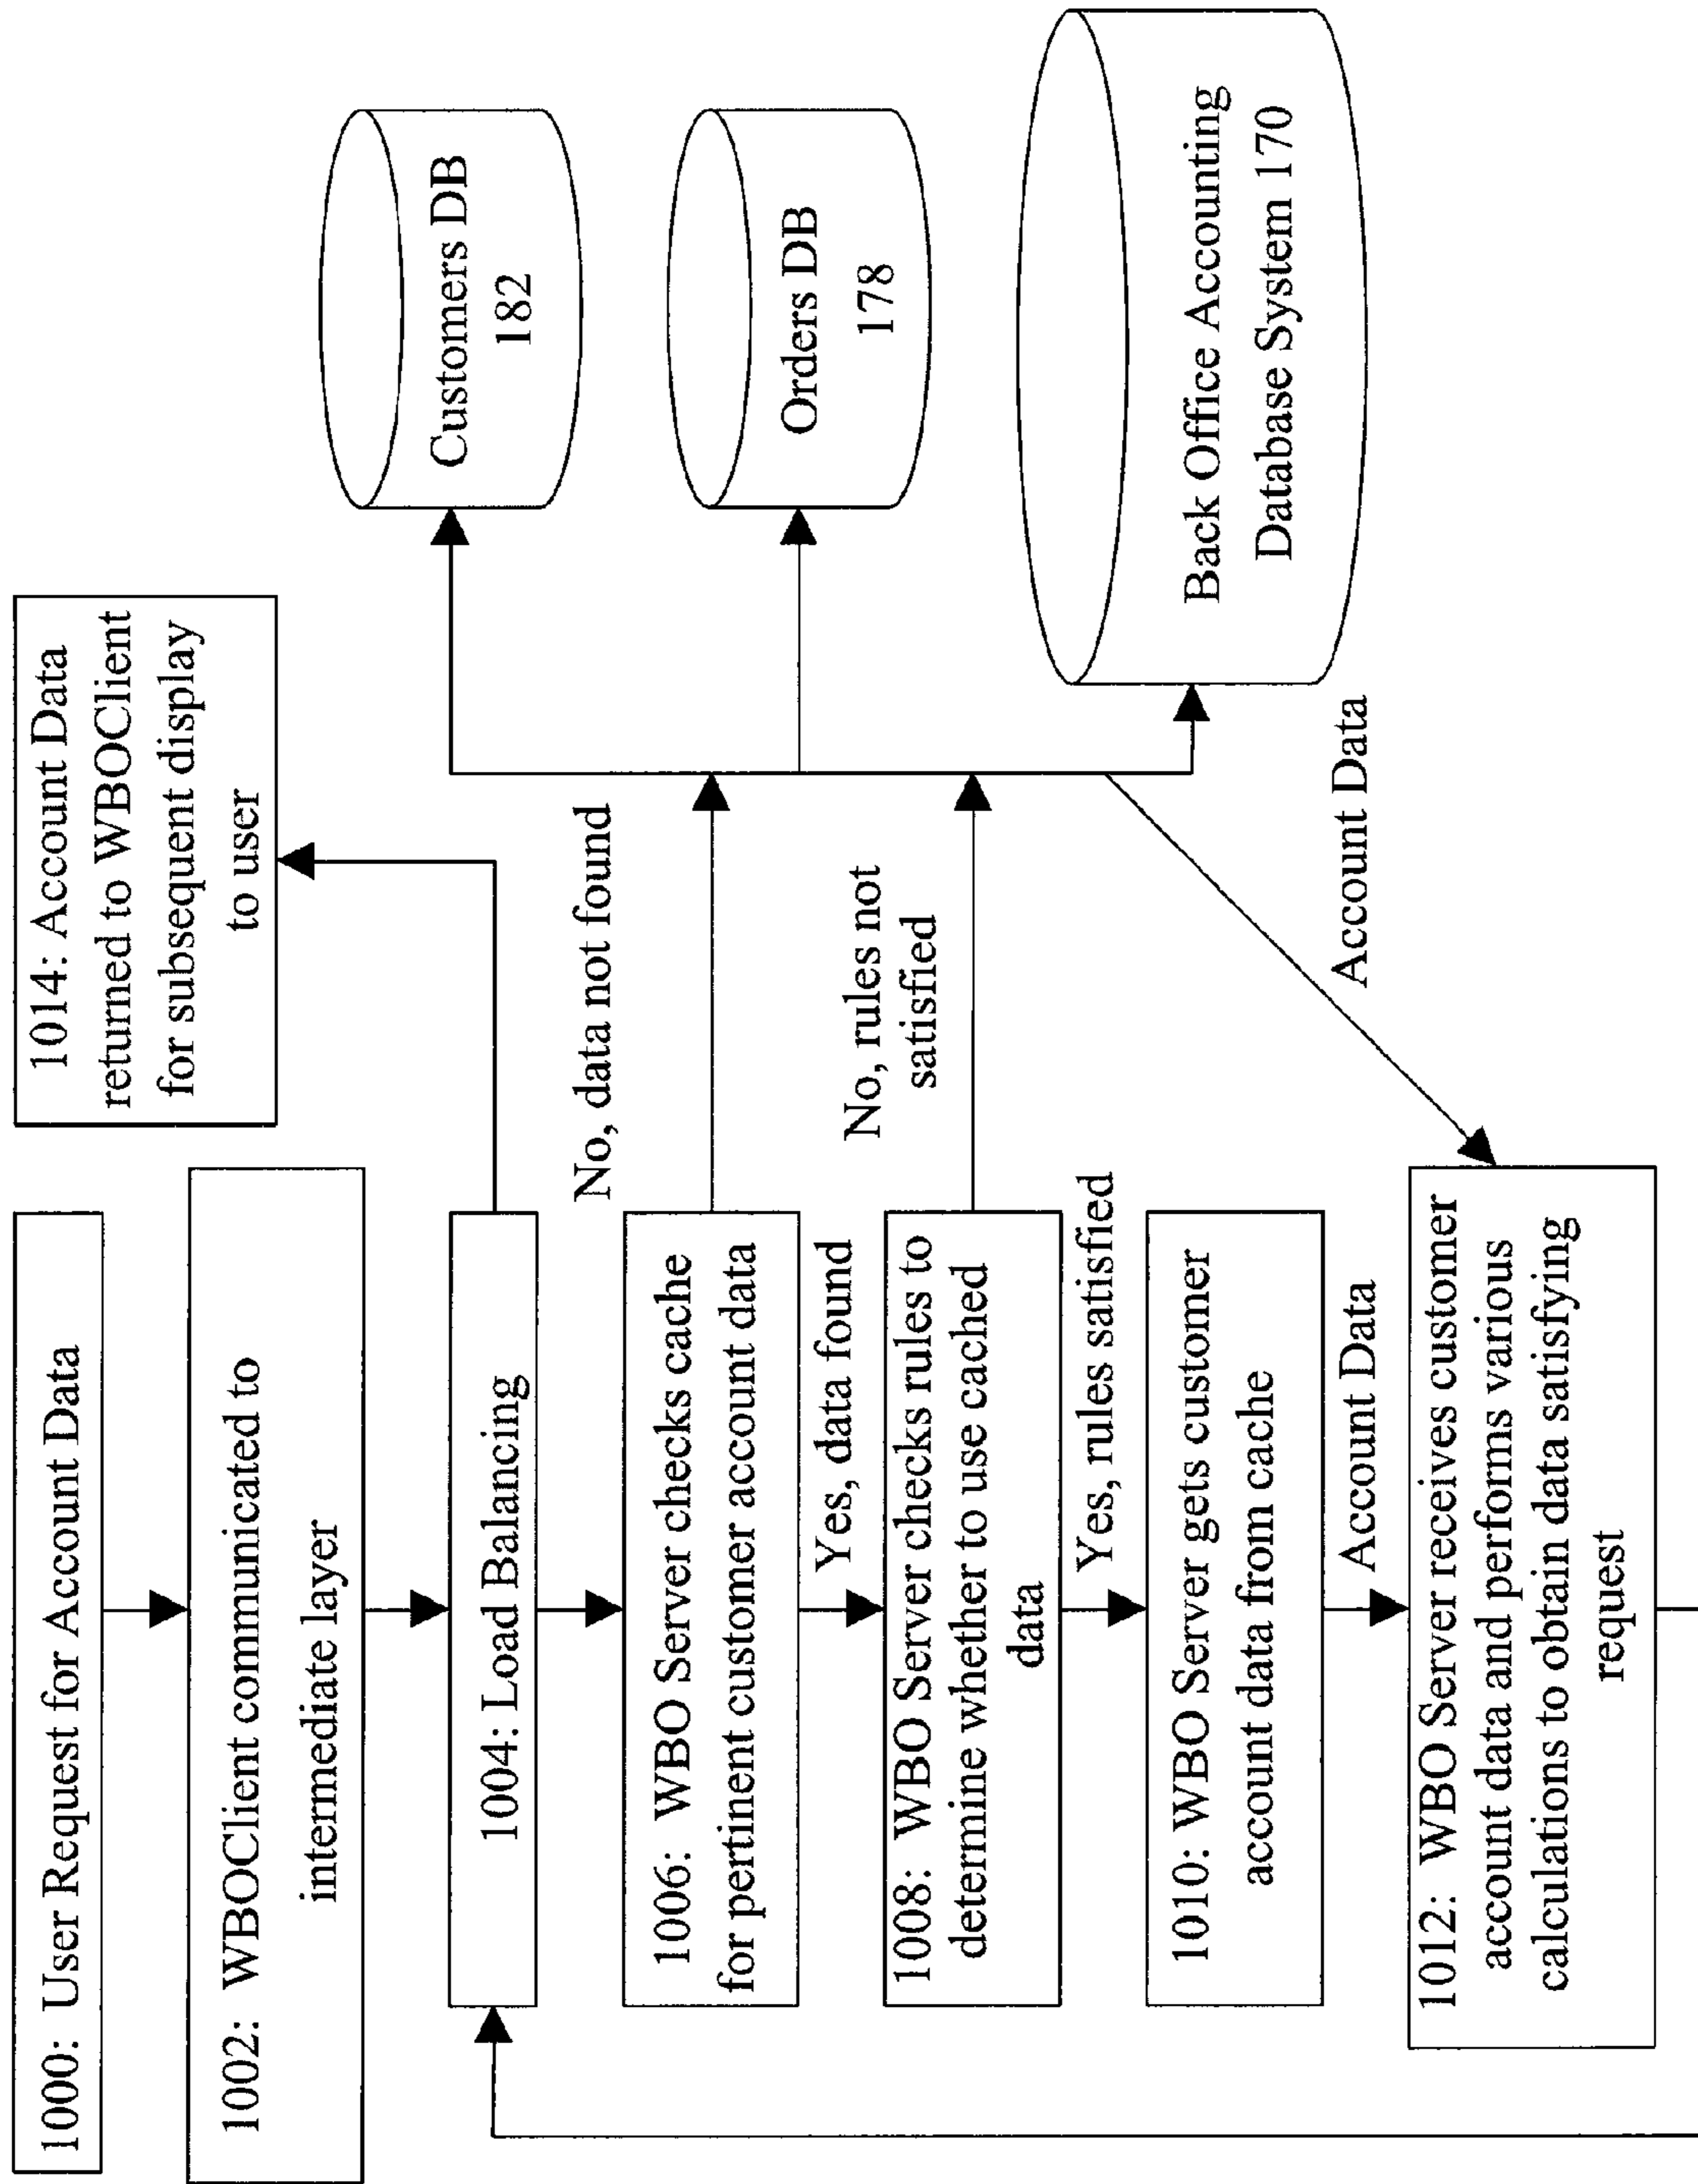 1000:  User Request for Account Data
1002:  WBOClient communicated to
intermediate layer
1004: Load Balancing
1006:  WBO Server checks cache
for pertinent customer account data
Yes, data found
1008:  WBO Server checks rules to
determine whether to use cached
data
Yes, rules satisfied
1010:  WBO Server gets customer
account data from cache
Account Data
1012:  WBO Server receives customer
account data and performs various
calculations to obtain data satisfying
request
1014: Account Data
returned to WBOClient
for subsequent display
to user
No, data not found
No, rules not
satisfied
Account Data
Customers DB
182
Orders DB
178
Back Office Accounting
Database System 170